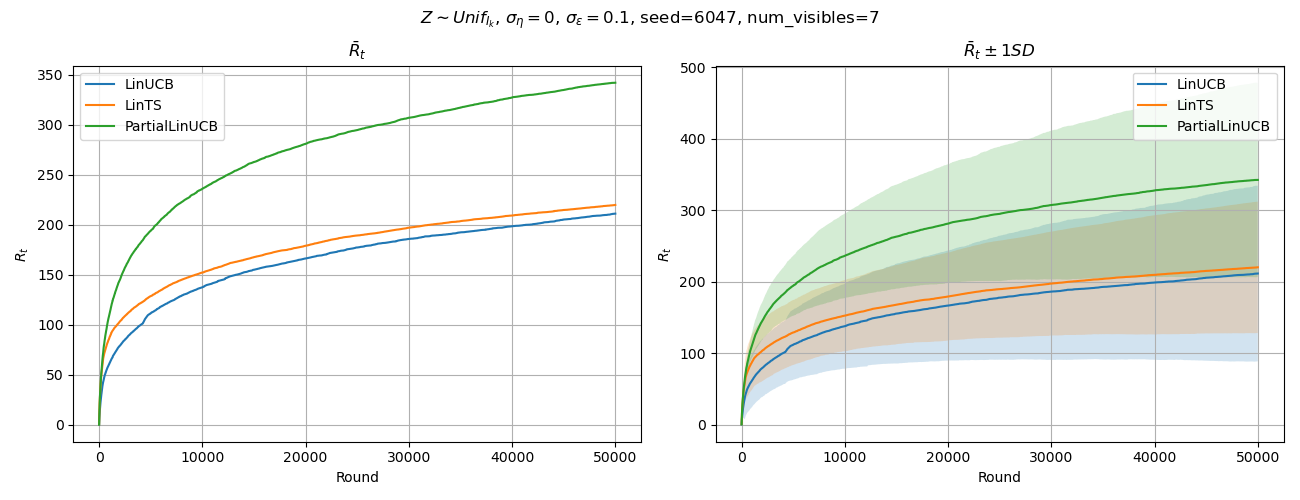 Z ∼ Unif_{I_k}, σ_η = 0, σ_ε = 0.1, seed=6047, num_visibles=7
R̄_t
350
300
250
200
150
100
50
0
R_t
LinUCB
LinTS
PartialLinUCB
0
10000
20000
30000
40000
50000
Round
R̄_t ± 1SD
500
400
300
200
100
0
R_t
LinUCB
LinTS
PartialLinUCB
0
10000
20000
30000
40000
50000
Round